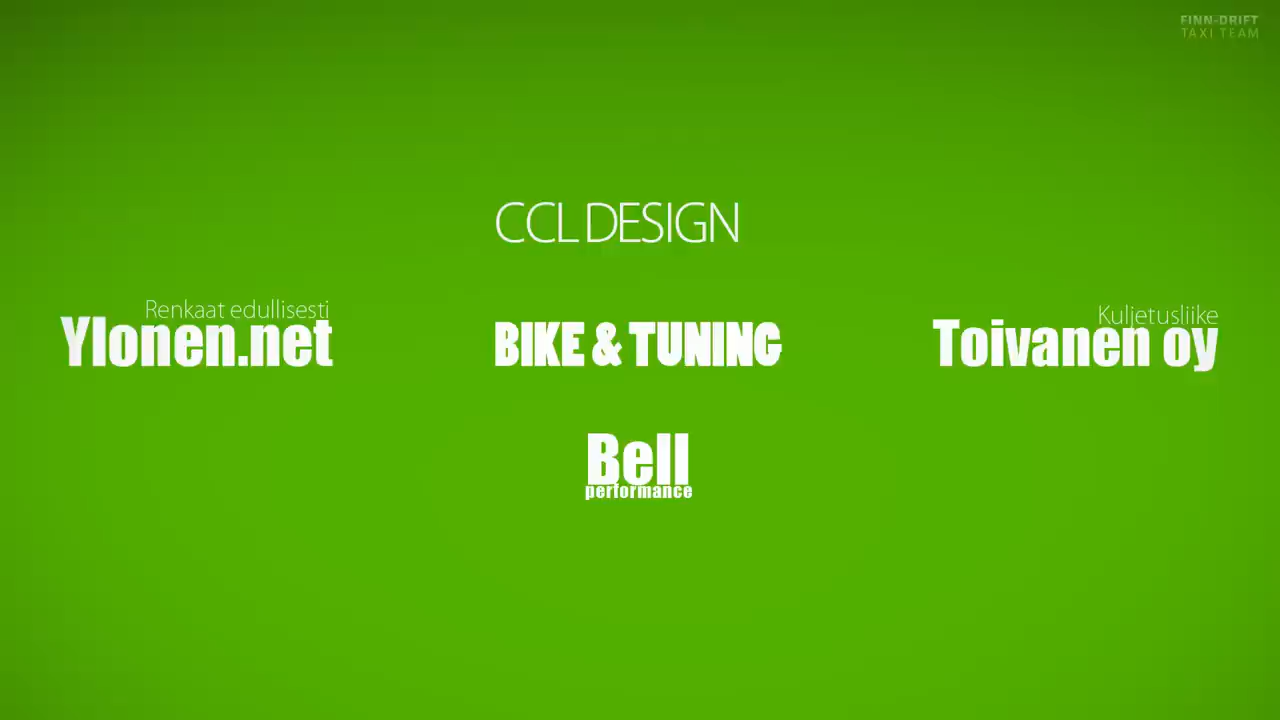 FINN-DRIFT
TAXI TEAM
CCL DESIGN
Renkaat edullisesti
Ylonen.net
BIKE & TUNING
Kuljetusliike
Toivanen oy
Bell
performance